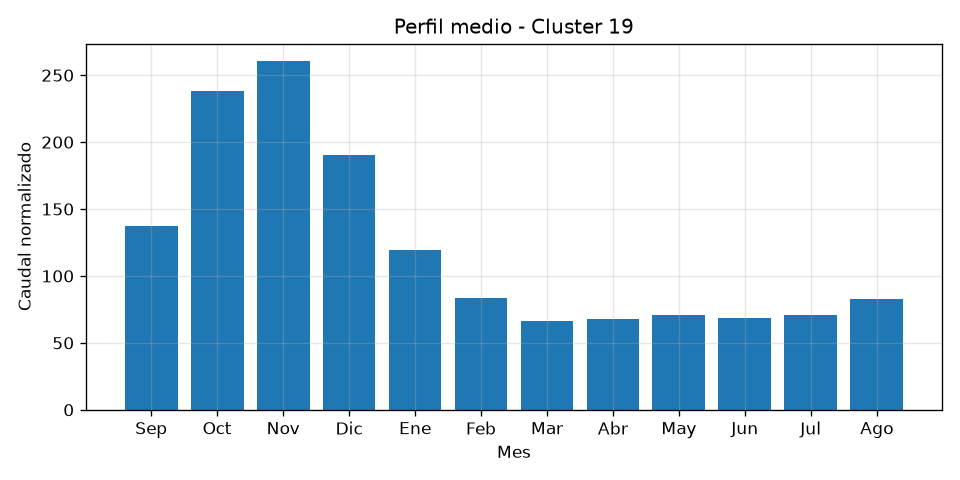 Perfil medio - Cluster 19
Caudal normalizado
250
200
150
100
50
0
Sep Oct Nov Dic Ene Feb Mar Abr May Jun Jul Ago
Mes